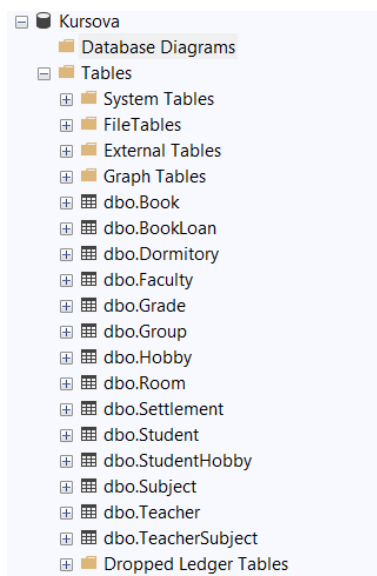 Kursova
Database Diagrams
Tables
System Tables
FileTables
External Tables
Graph Tables
dbo.Book
dbo.BookLoan
dbo.Dormitory
dbo.Faculty
dbo.Grade
dbo.Group
dbo.Hobby
dbo.Room
dbo.Settlement
dbo.Student
dbo.StudentHobby
dbo.Subject
dbo.Teacher
dbo.TeacherSubject
Dropped Ledger Tables